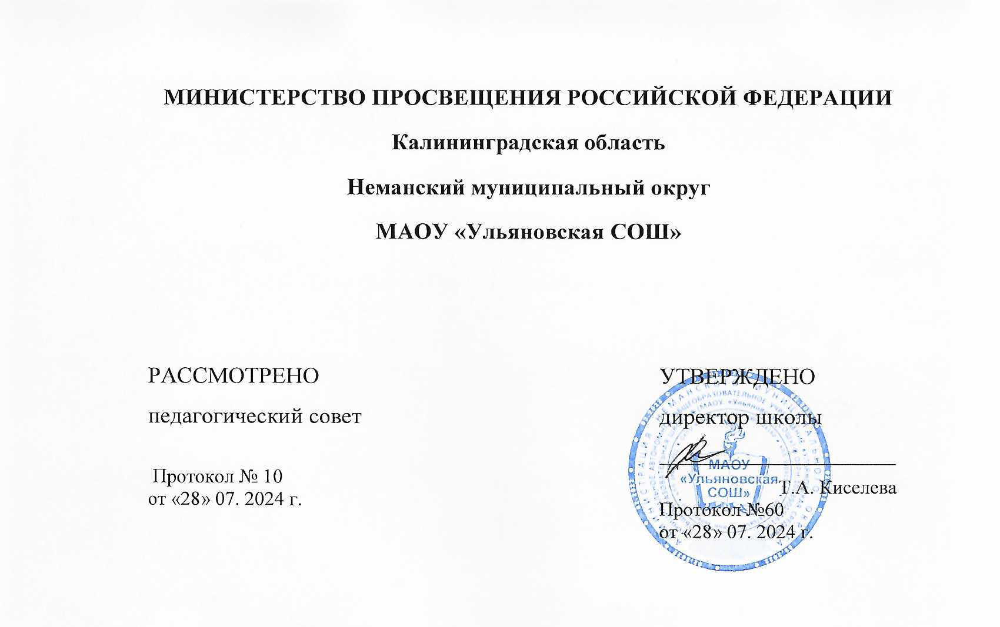 МИНИСТЕРСТВО ПРОСВЕЩЕНИЯ РОССИЙСКОЙ ФЕДЕРАЦИИ
Калининградская область
Неманский муниципальный округ
МАОУ «Ульяновская СОШ»
РАССМОТРЕНО
педагогический совет
Протокол № 10
от «28» 07. 2024 г.
УТВЕРЖДЕНО
директор школы
Т.А. Киселева
Протокол №60
от «28» 07. 2024 г.
МАОУ
«Ульяновская
СОШ»